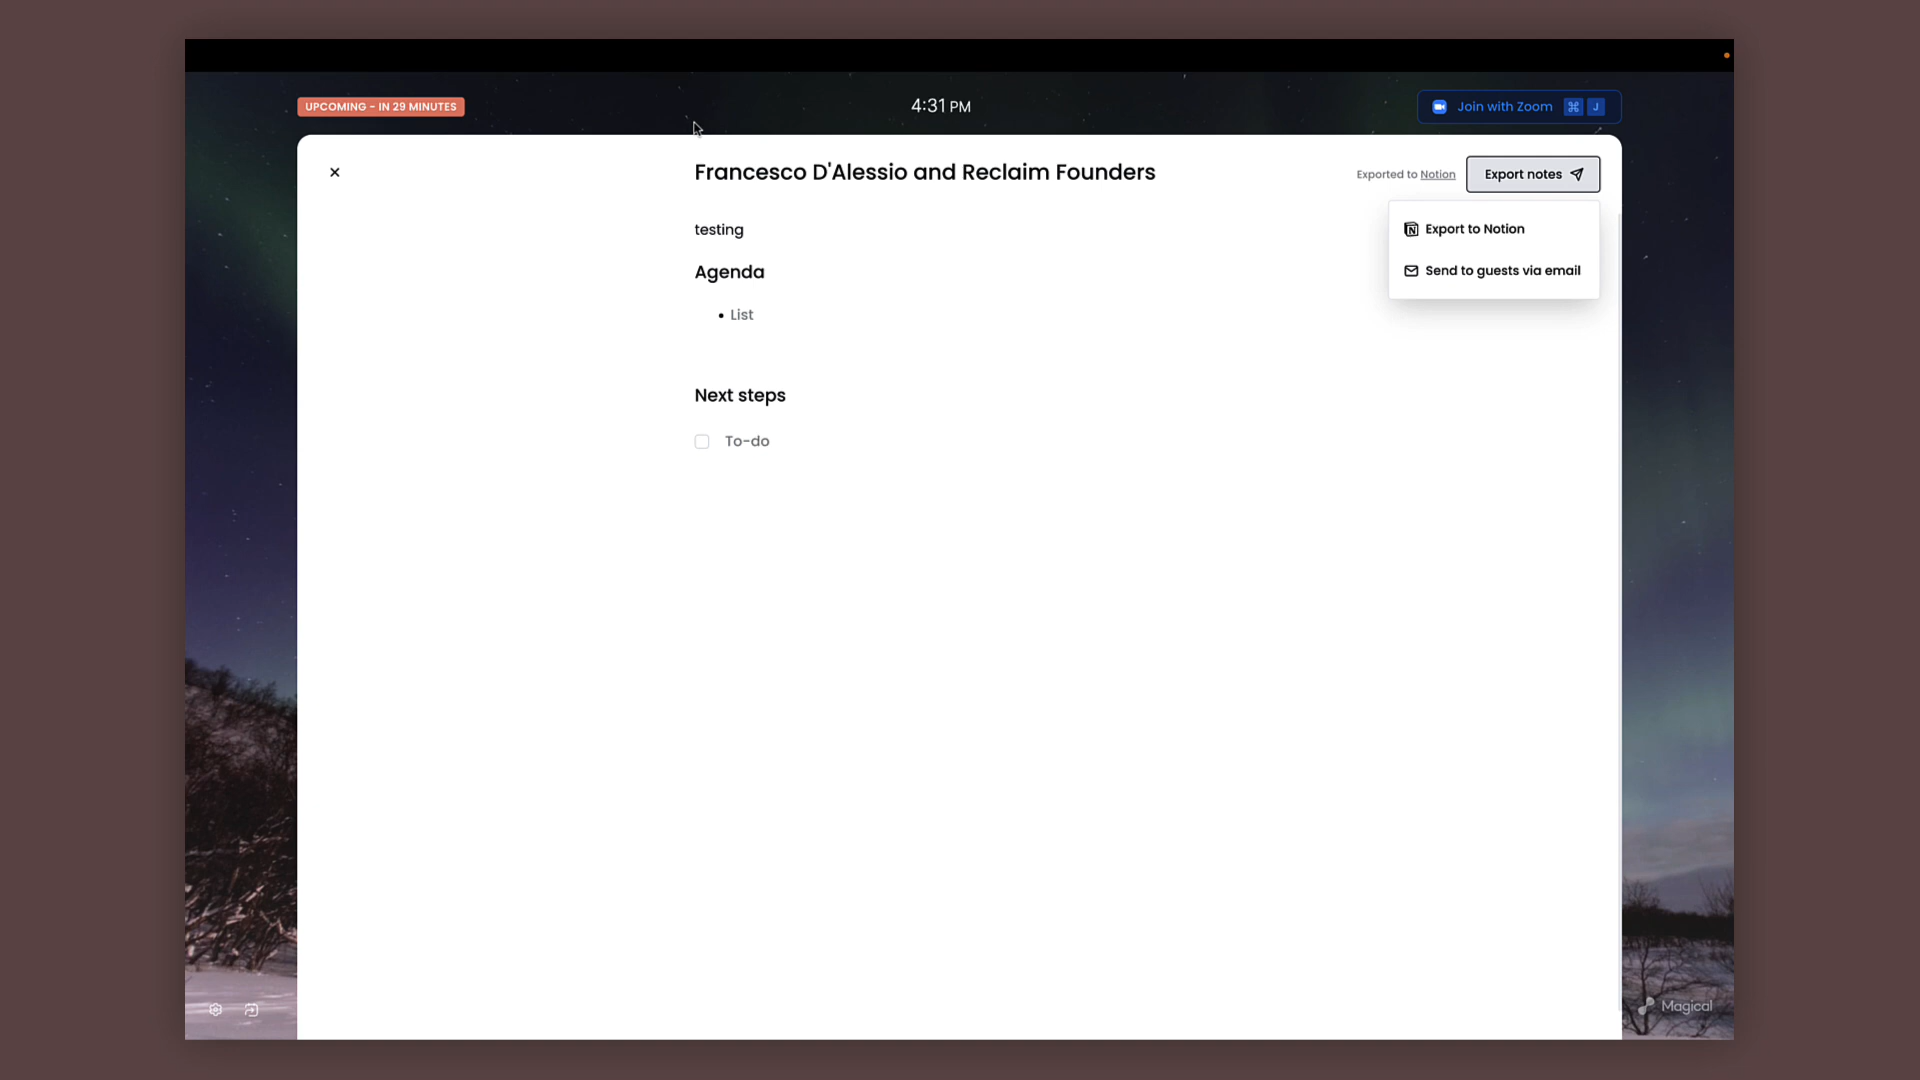 UPCOMING - IN 29 MINUTES
4:31 PM
Join with Zoom ⌘ J
Francesco D'Alessio and Reclaim Founders
Exported to Notion
Export notes
testing
Export to Notion
Agenda
Send to guests via email
• List
Next steps
To-do
Magical